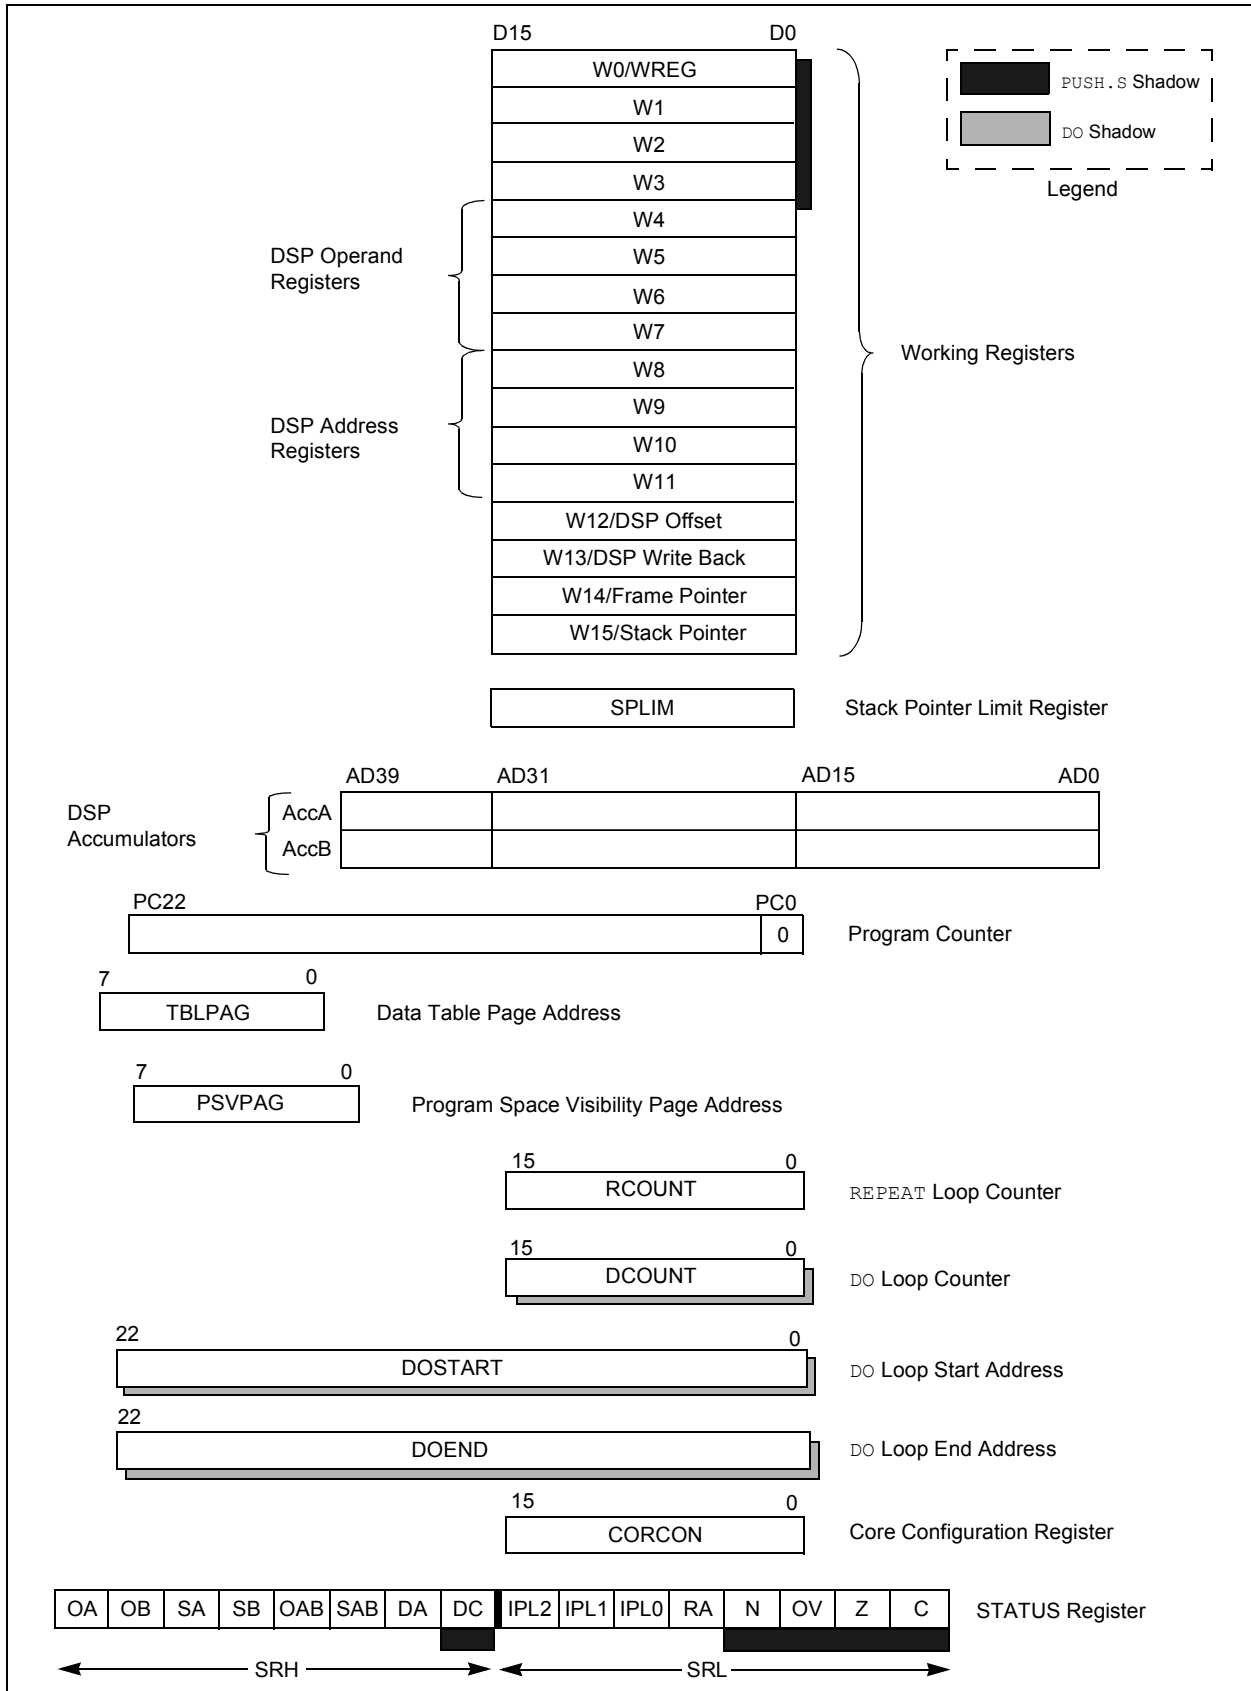 D15 D0
W0/WREG
PUSH.S Shadow
W1
DO Shadow
W2
W3
Legend
W4
DSP Operand
Registers
W5
W6
W7
Working Registers
W8
W9
DSP Address
Registers
W10
W11
W12/DSP Offset
W13/DSP Write Back
W14/Frame Pointer
W15/Stack Pointer
SPLIM Stack Pointer Limit Register
AD39 AD31 AD15 AD0
DSP
Accumulators
AccA
AccB
PC22 PC0
0 Program Counter
7 0
TBLPAG Data Table Page Address
7 0
PSVPAG Program Space Visibility Page Address
15 0
RCOUNT REPEAT Loop Counter
15 0
DCOUNT DO Loop Counter
22 0
DOSTART DO Loop Start Address
22
DOEND DO Loop End Address
15 0
CORCON Core Configuration Register
OA OB SA SB OAB SAB DA DC IPL2 IPL1 IPL0 RA N OV Z C STATUS Register
SRH SRL